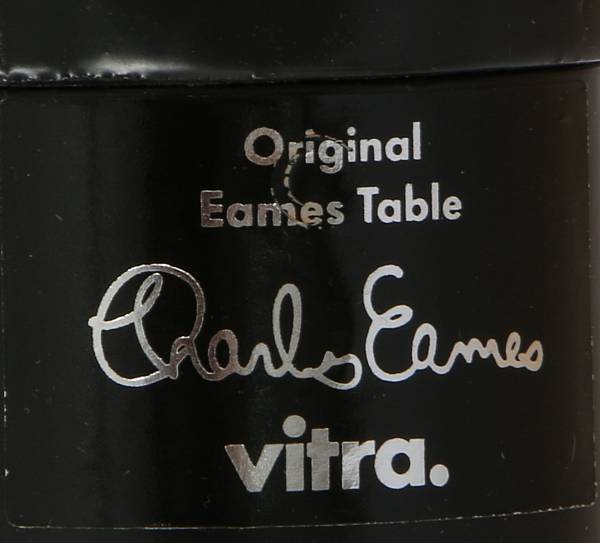 Original
Eames Table
Charles Eames
vitra.